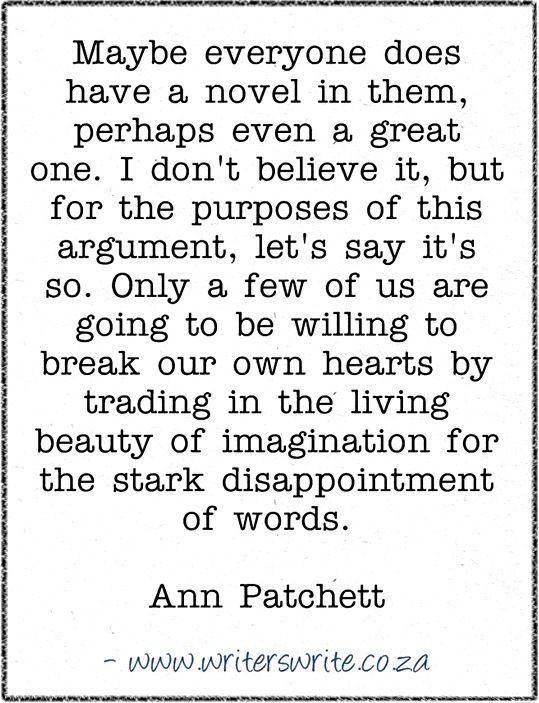 Maybe everyone does
have a novel in them,
perhaps even a great
one. I don't believe it, but
for the purposes of this
argument, let's say it's
so. Only a few of us are
going to be willing to
break our own hearts by
trading in the living
beauty of imagination for
the stark disappointment
of words.
Ann Patchett
- www.writerswrite.co.za